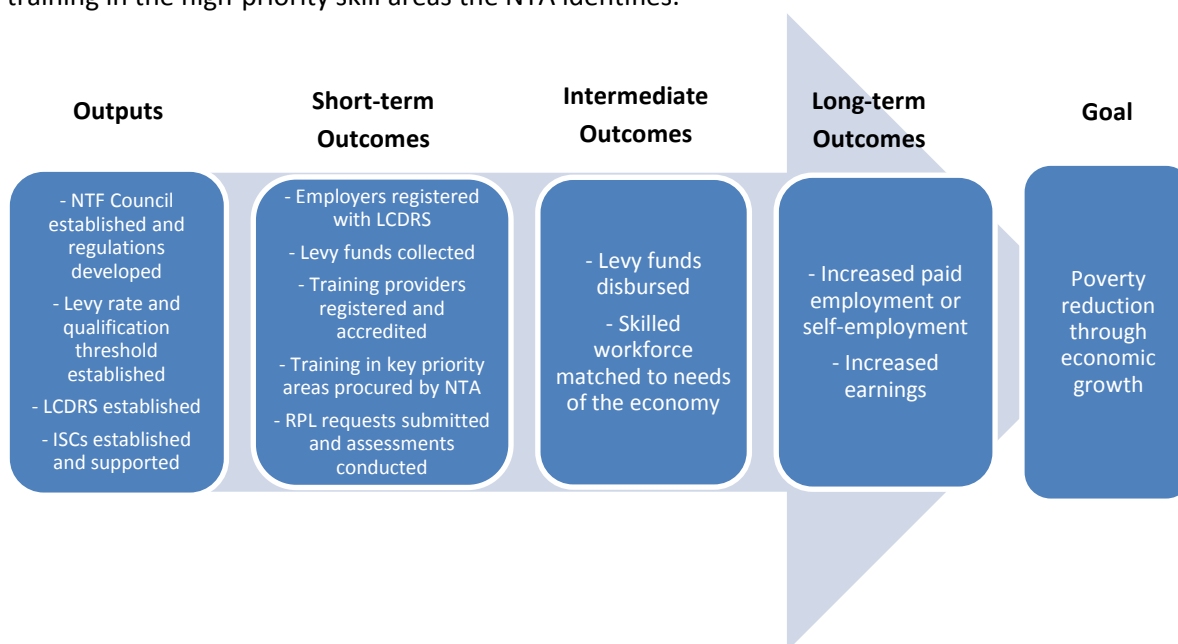 training in the high-priority skill areas the NTA identifies.
Outputs
- NTF Council
established and
regulations
developed
- Levy rate and
qualification
threshold
established
- LCDRS established
- ISCs established
and supported
Short-term
Outcomes
- Employers registered
with LCDRS
- Levy funds collected
- Training providers
registered and
accredited
- Training in key priority
areas procured by NTA
- RPL requests submitted
and assessments
conducted
Intermediate
Outcomes
- Levy funds
disbursed
- Skilled
workforce
matched to needs
of the economy
Long-term
Outcomes
- Increased paid
employment or
self-employment
- Increased
earnings
Goal
Poverty
reduction
through
economic
growth